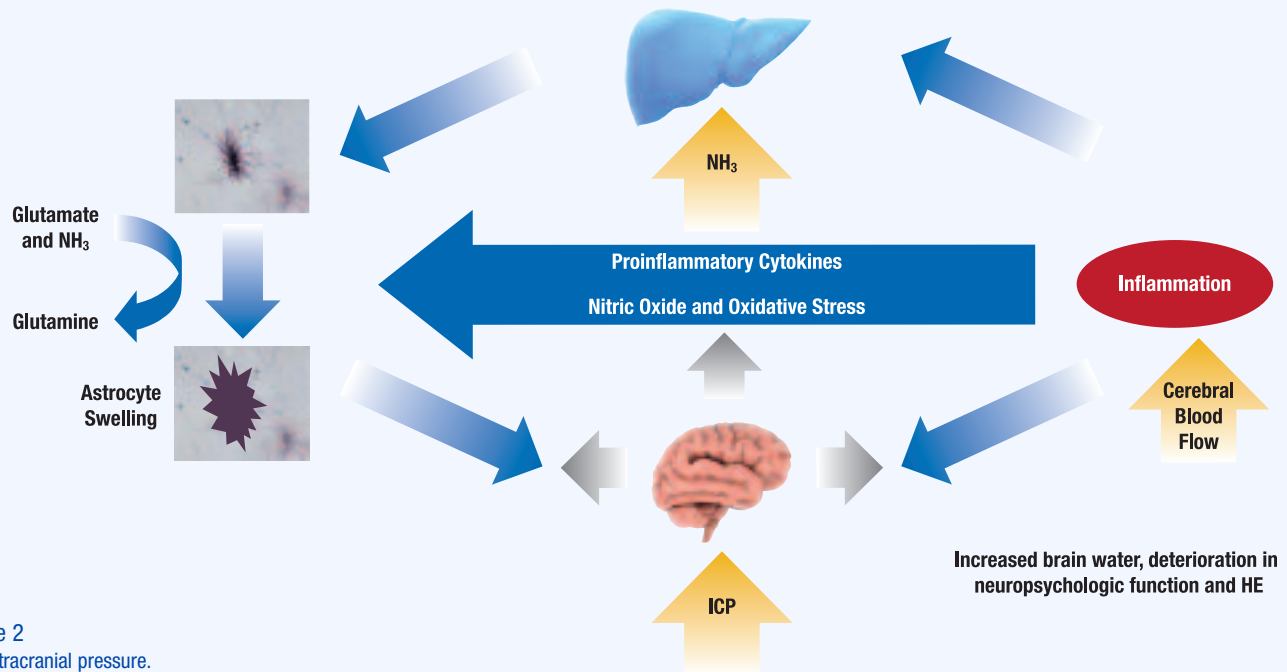 NH₃
Glutamate
and NH₃
Glutamine
Proinflammatory Cytokines
Nitric Oxide and Oxidative Stress
Inflammation
Astrocyte
Swelling
Cerebral
Blood
Flow
Increased brain water, deterioration in
neuropsychologic function and HE
ICP
e 2
tracranial pressure.